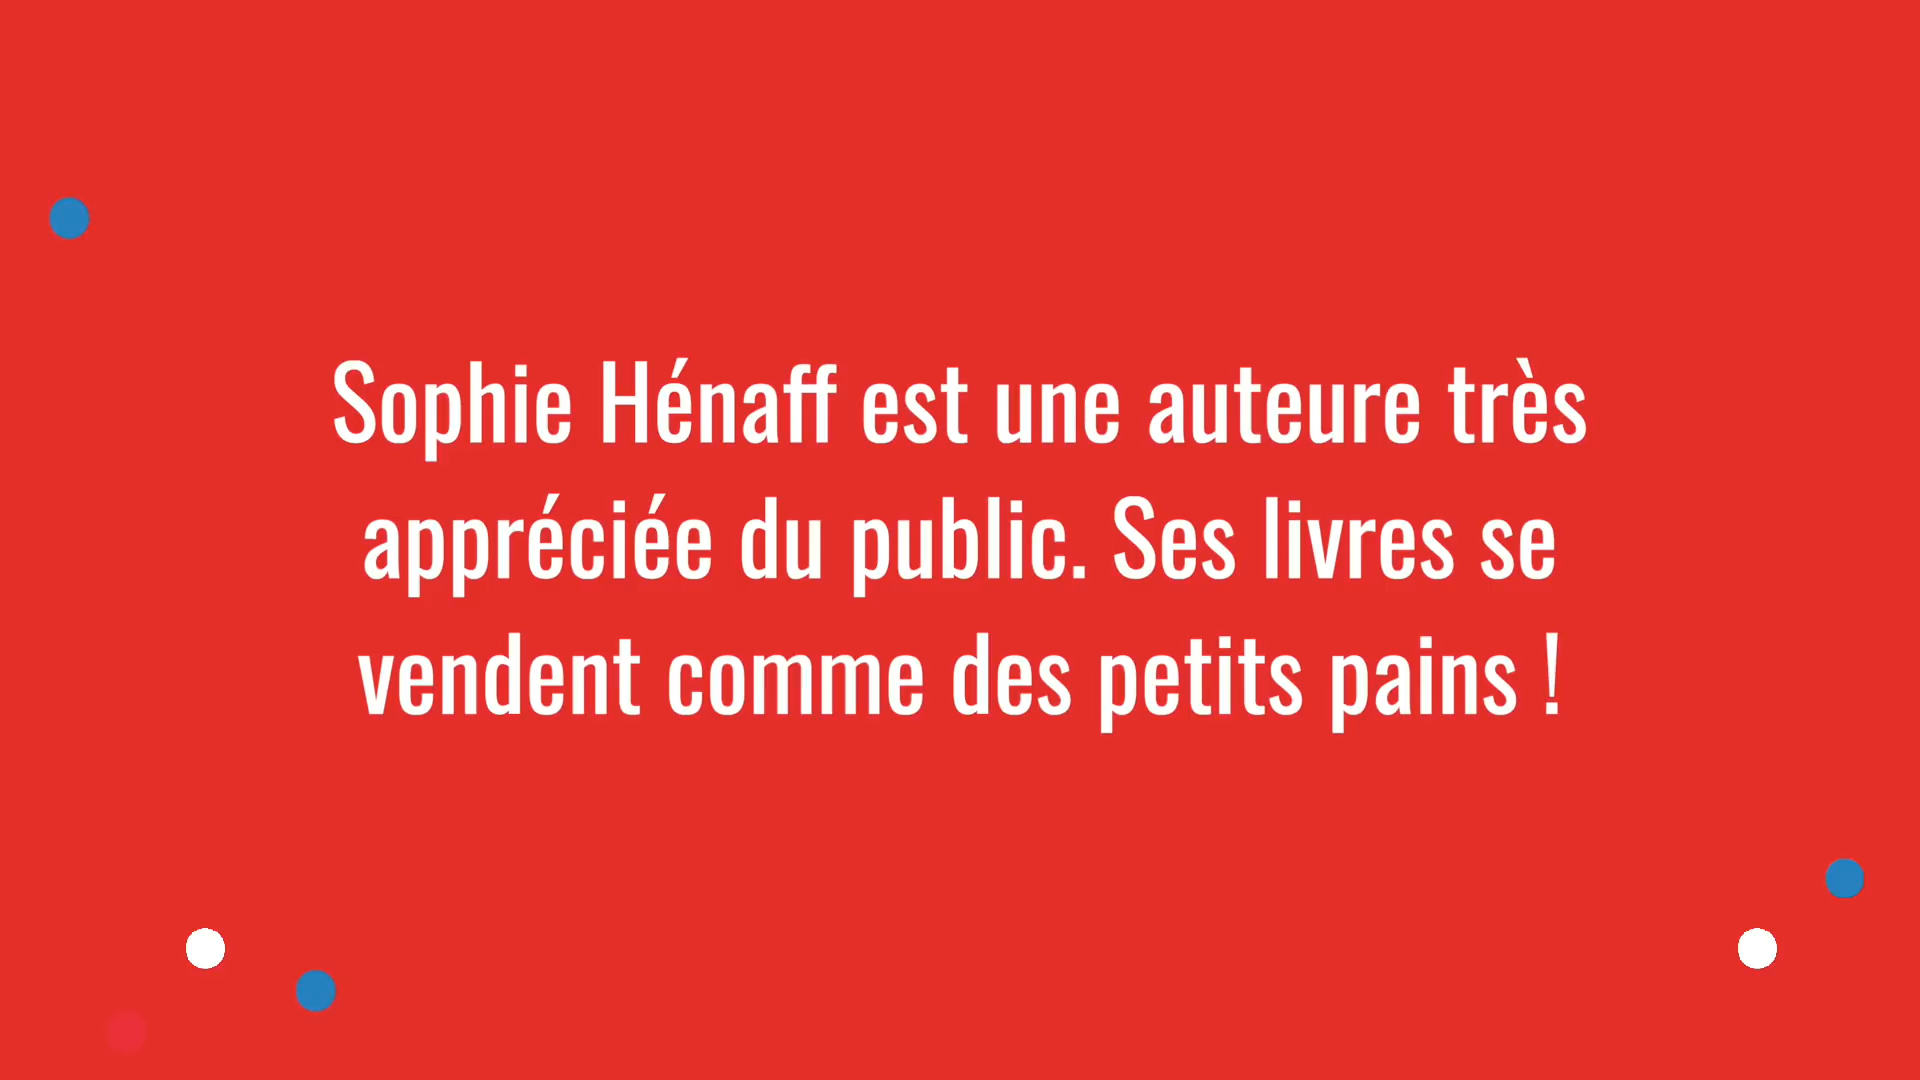 Sophie Hénaff est une auteure très
appréciée du public. Ses livres se
vendent comme des petits pains !